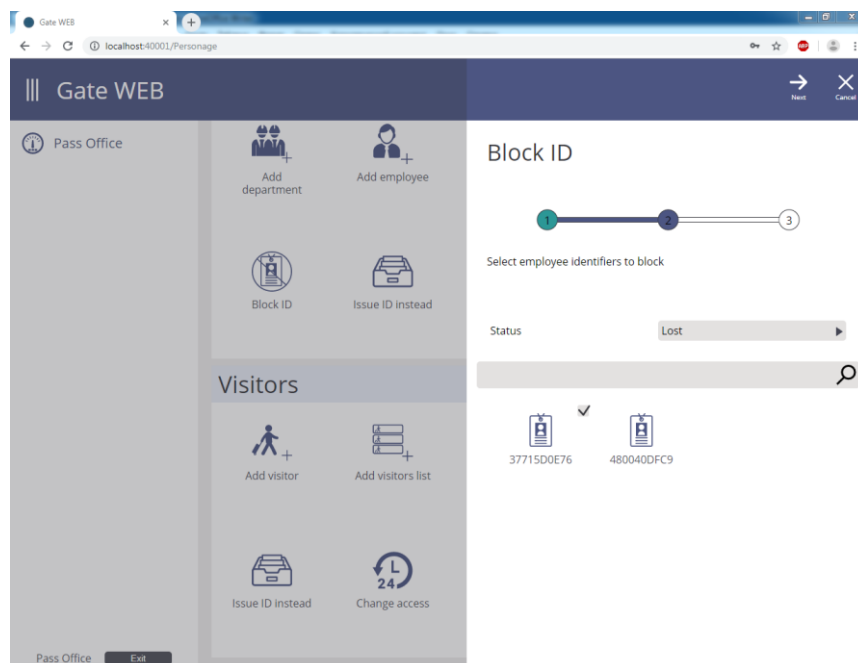 Gate WEB
localhost:40001/Personage
Gate WEB
Next
Cancel
Pass Office
Add
department
Add employee
Block ID
Issue ID instead
Visitors
Add visitor
Add visitors list
Issue ID instead
24
Change access
Pass Office
Exit
Block ID
1
2
3
Select employee identifiers to block
Status
Lost
37715D0E76
480040DFC9